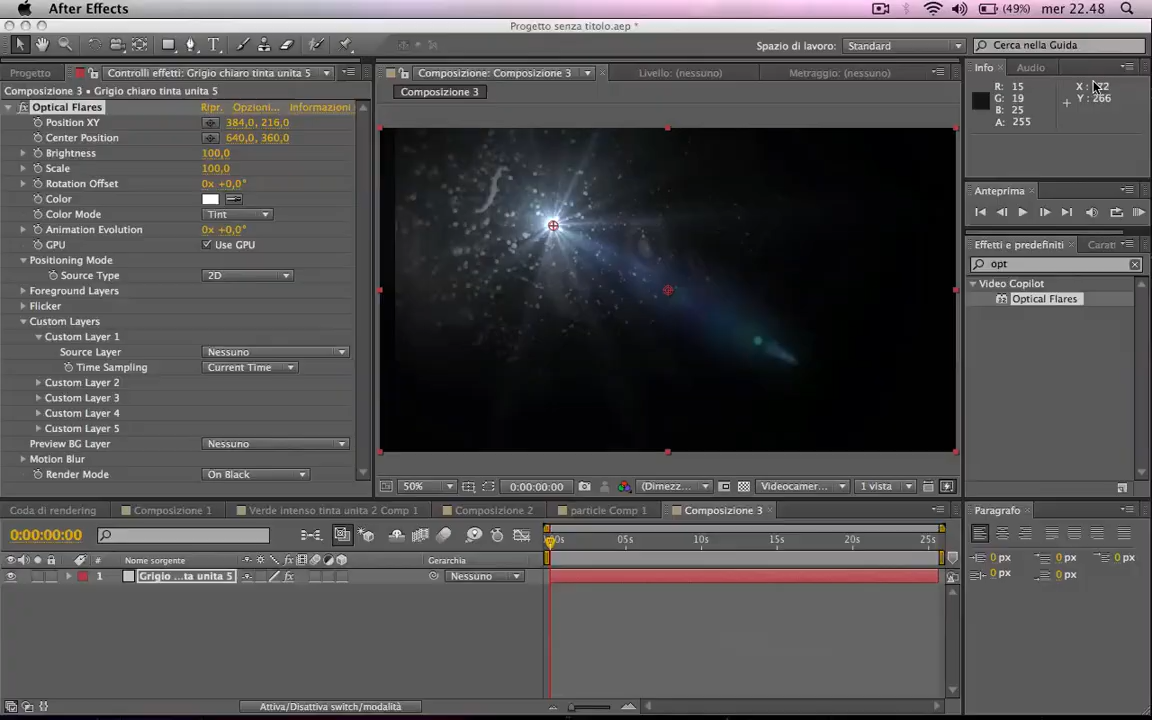 After Effects (49%) mer 22.48
Progetto senza titolo.aep *
Spazio di lavoro: Standard Cerca nella Guida
Progetto Controlli effetti: Grigio chiaro tinta unita 5 Composizione: Composizione 3 Livello: (nessuno) Metraggio: (nessuno) Info Audio
Composizione 3 • Grigio chiaro tinta unita 5 Composizione 3
R: 15
G: 19
B: 25
A: 255
Y: 266
Optical Flares Ripr. Opzioni... Informazioni
Position XY 384,0, 216,0
Center Position 640,0, 360,0
Brightness 100,0
Scale 100,0
Rotation Offset 0x +0,0°
Color
Color Mode Tint
Animation Evolution 0x +0,0°
GPU Use GPU
Positioning Mode
Source Type 2D
Foreground Layers
Flicker
Custom Layers
Custom Layer 1
Source Layer Nessuno
Time Sampling Current Time
Custom Layer 2
Custom Layer 3
Custom Layer 4
Custom Layer 5
Preview BG Layer Nessuno
Motion Blur
Render Mode On Black
Anteprima
Effetti e predefiniti Carati
opt
Video Copilot
Optical Flares
50% 0:00:00:00 (Dimezz... Videocamer... 1 vista
Coda di rendering Composizione 1 Verde intenso tinta unita 2 Comp 1 Composizione 2 particle Comp 1 Composizione 3
0:00:00:00
05s 10s 15s 20s 25s
Nome sorgente Gerarchia
1 Grigio ...ta unita 5 Nessuno
Attiva/Disattiva switch/modalità
Paragrafo
0 px 0 px 0 px
0 px 0 px